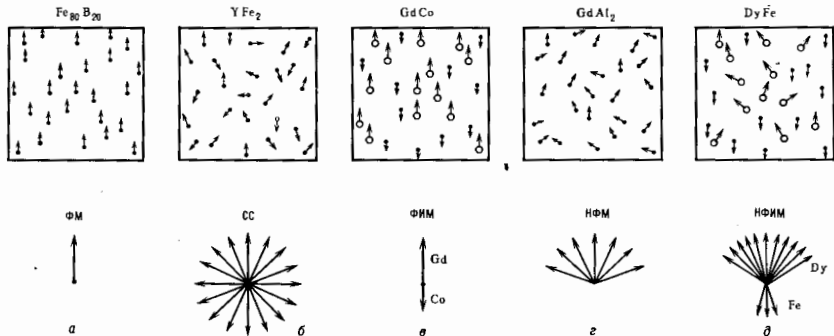 Fe₈₀B₂₀ YFe₂ GdCo GdAl₂ DyFe
ФМ СС ФИМ НФМ НФИМ
Gd
Dy
Co
Fe
а б в г д